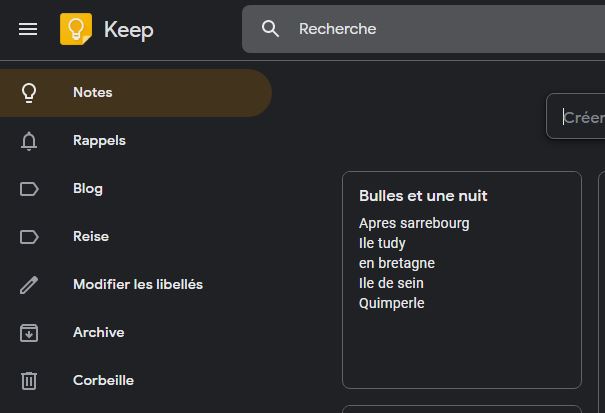 Keep
Recherche
Notes
Rappels
Blog
Reise
Modifier les libellés
Archive
Corbeille
Créer
Bulles et une nuit
Apres sarrebourg
Ile tudy
en bretagne
Ile de sein
Quimperle